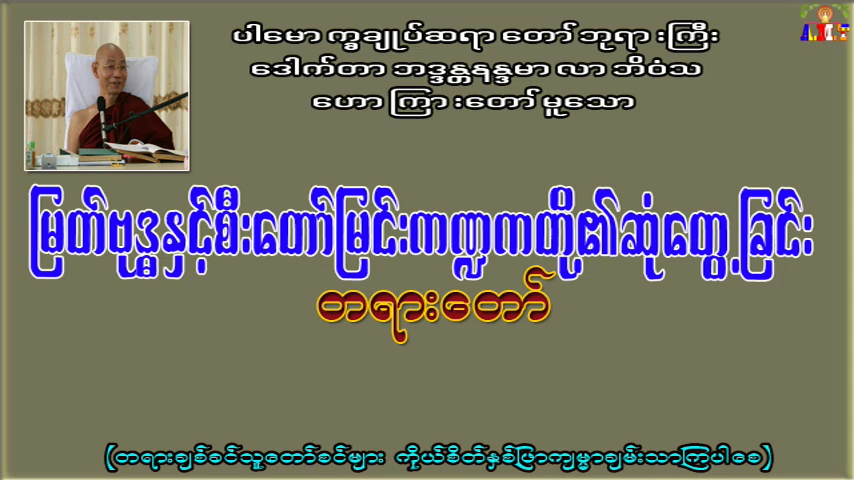 ပါမောက္ခချုပ်ဆရာတော်ဘုရားကြီး
ဒေါက်တာ ဘဒ္ဒန္တနန္ဒမာလာဘိဝံသ
ဟောကြားတော်မူသော
မြတ်ဗုဒ္ဓနှင့်စီးတော်မြင်းကဏ္ဍကတို့၏ဆုံတွေ့ခြင်း
တရားတော်
(တရားချစ်ခင်သူတော်စင်များ ကိုယ်စိတ်နှစ်ဖြာကျမ္မာချမ်းသာကြပါစေ)